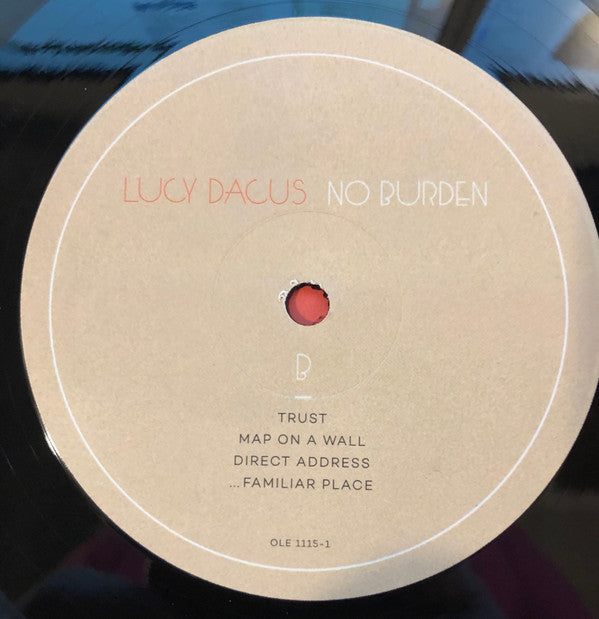 LUCY DACUS NO BURDEN
B
TRUST
MAP ON A WALL
DIRECT ADDRESS
...FAMILIAR PLACE
OLE 1115-1